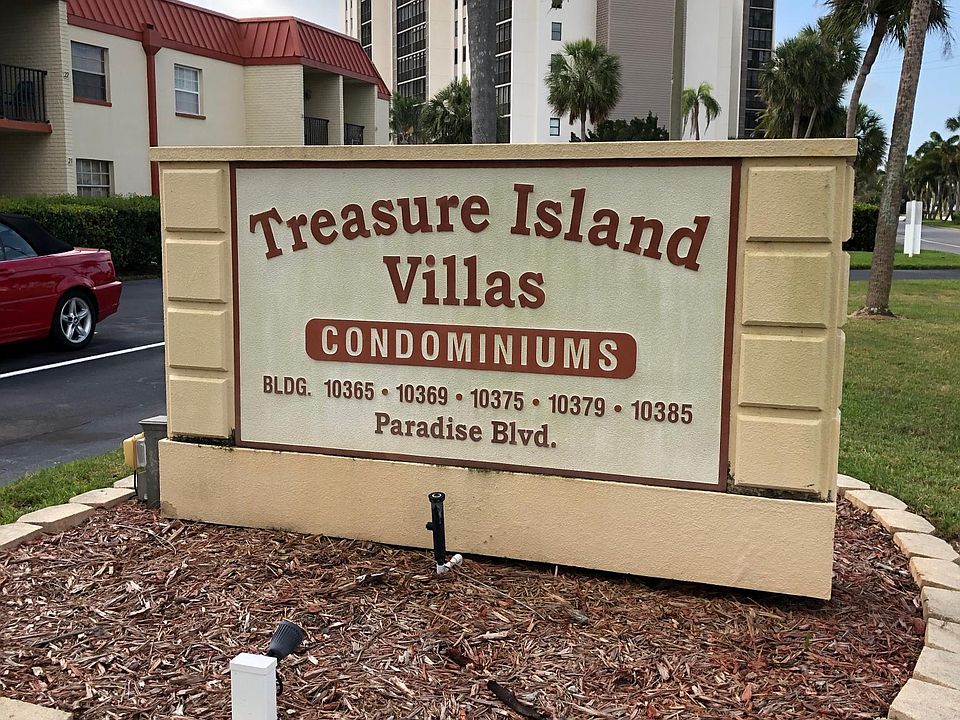 Treasure Island
Villas
CONDOMINIUMS
BLDG. 10365 • 10369 • 10375 • 10379 • 10385
Paradise Blvd.